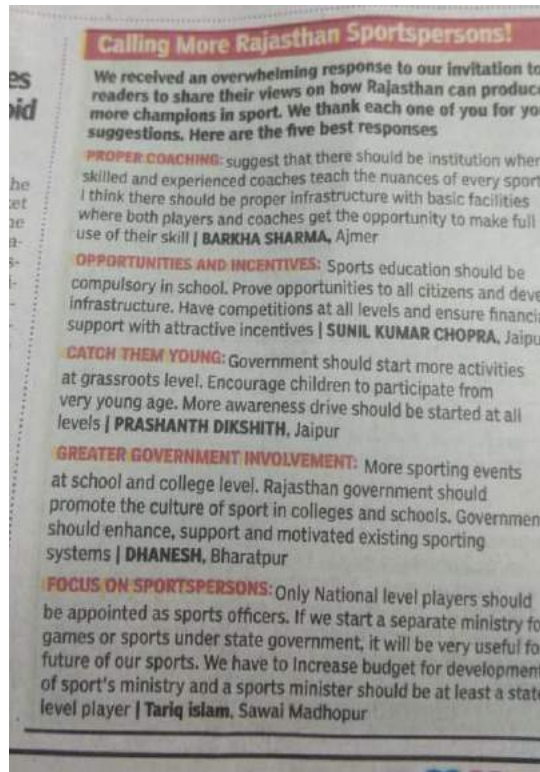 Calling More Rajasthan Sportspersons!
We received an overwhelming response to our invitation to
readers to share their views on how Rajasthan can produce
more champions in sport. We thank each one of you for yo
suggestions. Here are the five best responses
PROPER COACHING: suggest that there should be institution wher
skilled and experienced coaches teach the nuances of every sport
I think there should be proper infrastructure with basic facilities
where both players and coaches get the opportunity to make full
use of their skill | BARKHA SHARMA, Ajmer
OPPORTUNITIES AND INCENTIVES: Sports education should be
compulsory in school. Prove opportunities to all citizens and deve
infrastructure. Have competitions at all levels and ensure financia
support with attractive incentives | SUNIL KUMAR CHOPRA, Jaipu
CATCH THEM YOUNG: Government should start more activities
at grassroots level. Encourage children to participate from
very young age. More awareness drive should be started at all
levels | PRASHANTH DIKSHITH, Jaipur
GREATER GOVERNMENT INVOLVEMENT: More sporting events
at school and college level. Rajasthan government should
promote the culture of sport in colleges and schools. Governmen
should enhance, support and motivated existing sporting
systems | DHANESH, Bharatpur
FOCUS ON SPORTSPERSONS: Only National level players should
be appointed as sports officers. If we start a separate ministry fo
games or sports under state government, it will be very useful fo
future of our sports. We have to Increase budget for development
of sport's ministry and a sports minister should be at least a state
level player | Tariq islam, Sawai Madhopur